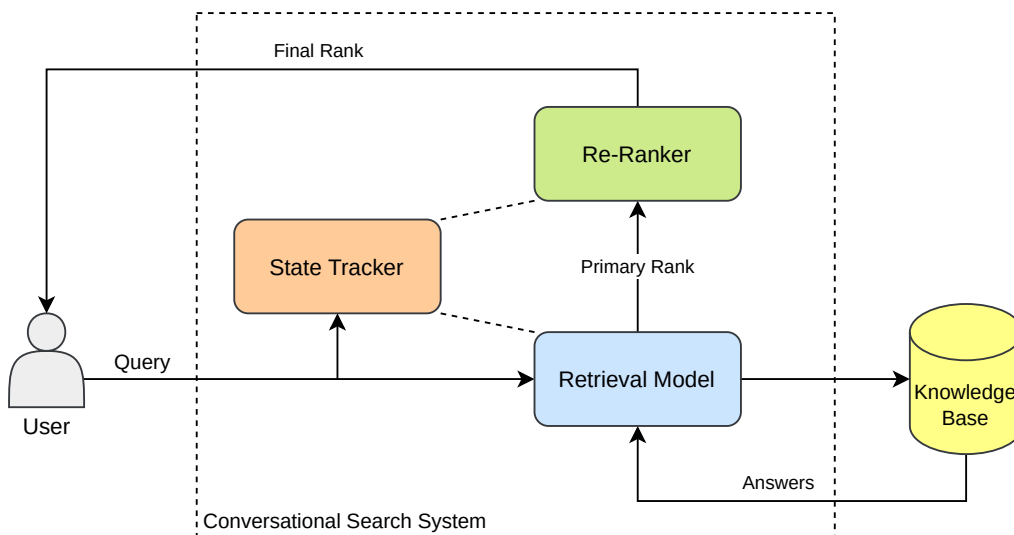 Final Rank
Re-Ranker
State Tracker
Primary Rank
Query
Retrieval Model
Knowledge
Base
User
Answers
Conversational Search System